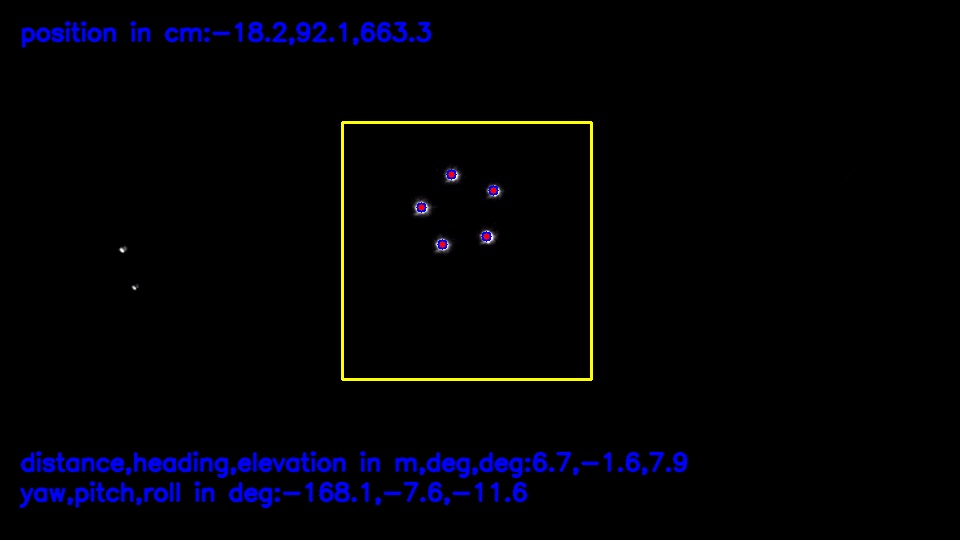 position in cm:-18.2,92.1,663.3
distance,heading,elevation in m,deg,deg:6.7,-1.6,7.9
yaw,pitch,roll in deg:-168.1,-7.6,-11.6